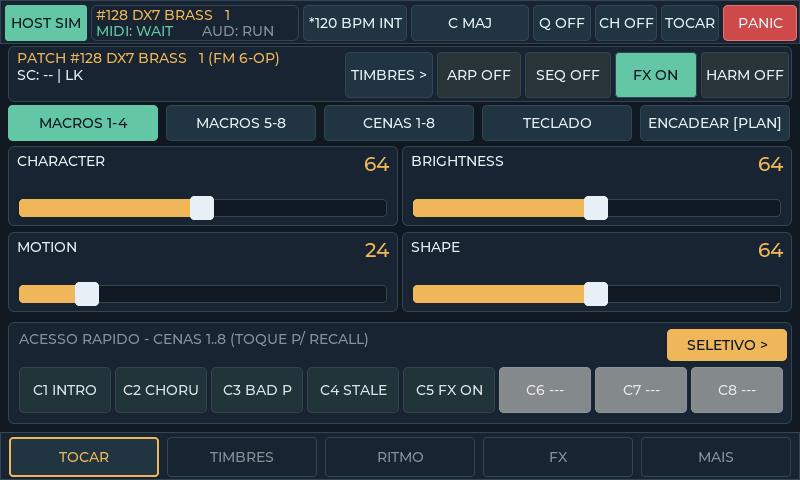 HOST SIM
#128 DX7 BRASS   1
MIDI: WAIT   AUD: RUN
*120 BPM INT
C MAJ
Q OFF
CH OFF
TOCAR
PANIC
PATCH #128 DX7 BRASS   1 (FM 6-OP)
SC: -- | LK
TIMBRES >
ARP OFF
SEQ OFF
FX ON
HARM OFF
MACROS 1-4
MACROS 5-8
CENAS 1-8
TECLADO
ENCADEAR [PLAN]
CHARACTER 64
BRIGHTNESS 64
MOTION 24
SHAPE 64
ACESSO RAPIDO - CENAS 1..8 (TOQUE P/ RECALL)
SELETIVO >
C1 INTRO
C2 CHORU
C3 BAD P
C4 STALE
C5 FX ON
C6 ---
C7 ---
C8 ---
TOCAR
TIMBRES
RITMO
FX
MAIS